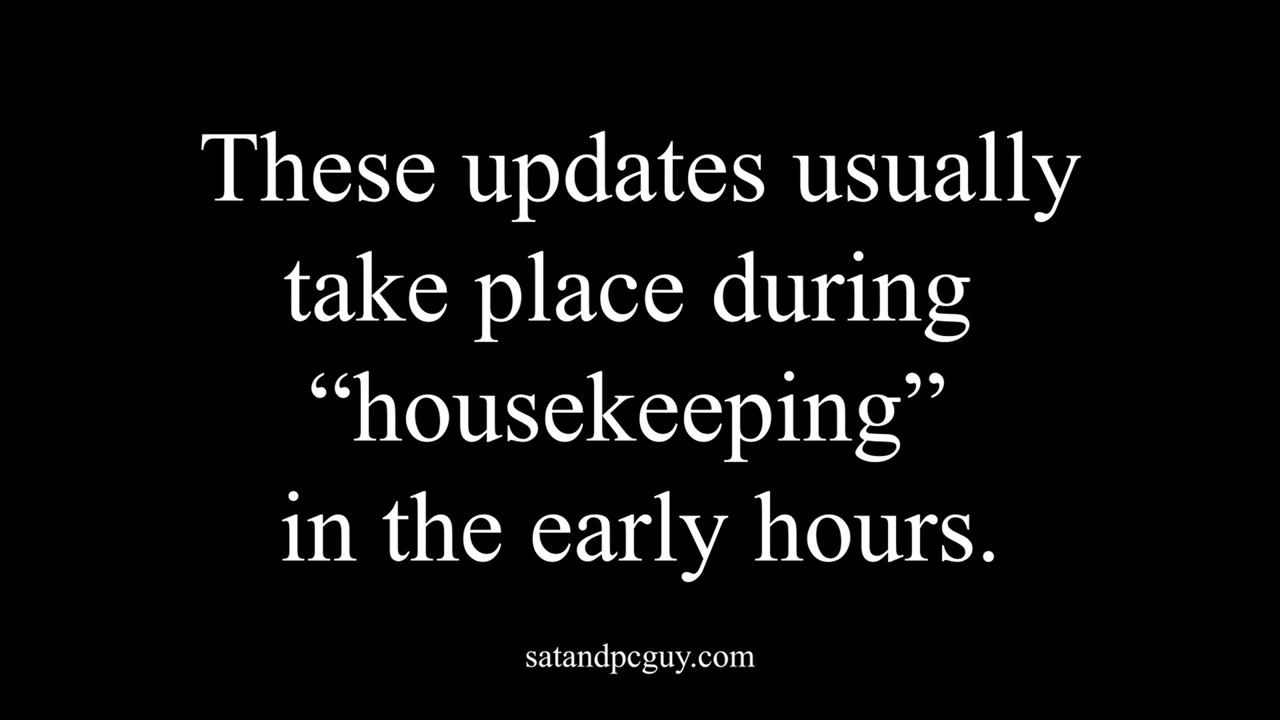 These updates usually
take place during
“housekeeping”
in the early hours.
satandpcguy.com